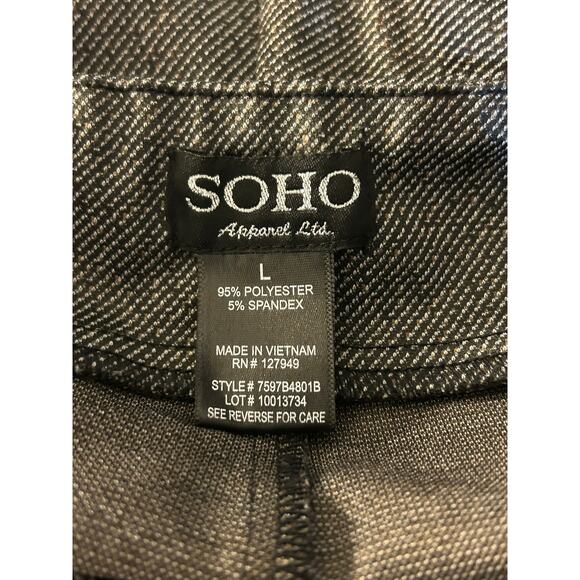 SOHO
Apparel Ltd.
L
95% POLYESTER
5% SPANDEX
MADE IN VIETNAM
RN# 127949
STYLE# 7597B4801B
LOT# 10013734
SEE REVERSE FOR CARE